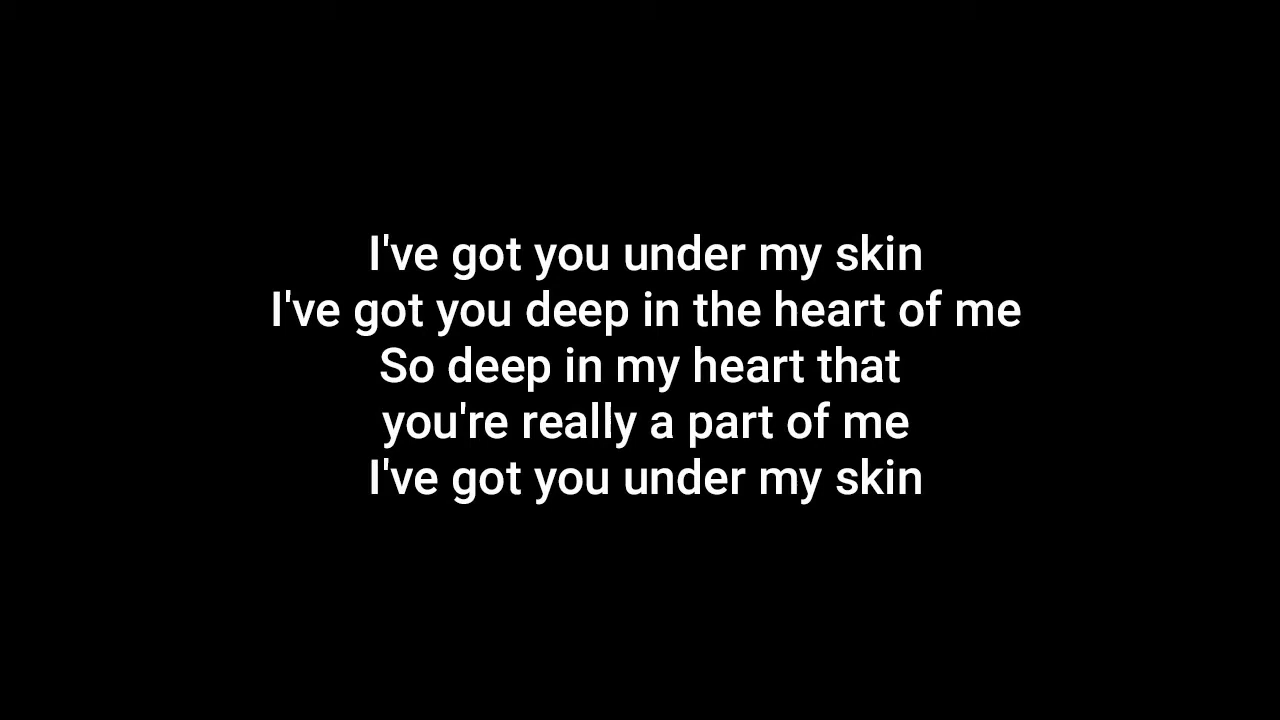 I've got you under my skin
I've got you deep in the heart of me
So deep in my heart that
you're really a part of me
I've got you under my skin